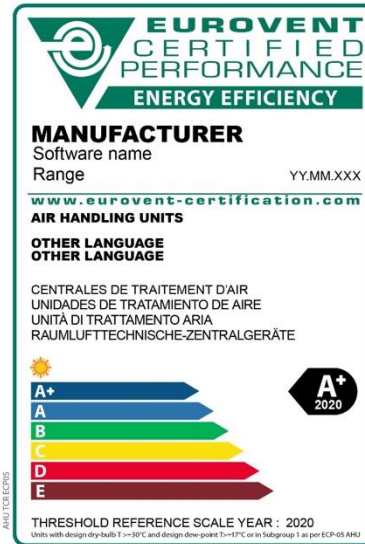 EUROVENT
CERTIFIED
PERFORMANCE
ENERGY EFFICIENCY
MANUFACTURER
Software name
Range YY.MM.XXX
www.eurovent-certification.com
AIR HANDLING UNITS
OTHER LANGUAGE
OTHER LANGUAGE
CENTRALES DE TRAITEMENT D'AIR
UNIDADES DE TRATAMIENTO DE AIRE
UNITÀ DI TRATTAMENTO ARIA
RAUMLUFTTECHNISCHE-ZENTRALGERÄTE
A+
A
B
C
D
E
A+
2020
THRESHOLD REFERENCE SCALE YEAR : 2020
Units with design dry-bulb T >=30°C and design dew-point T>=17°C or in Subgroup 1 as per ECP-05 AHU
AHU TCR ECP05